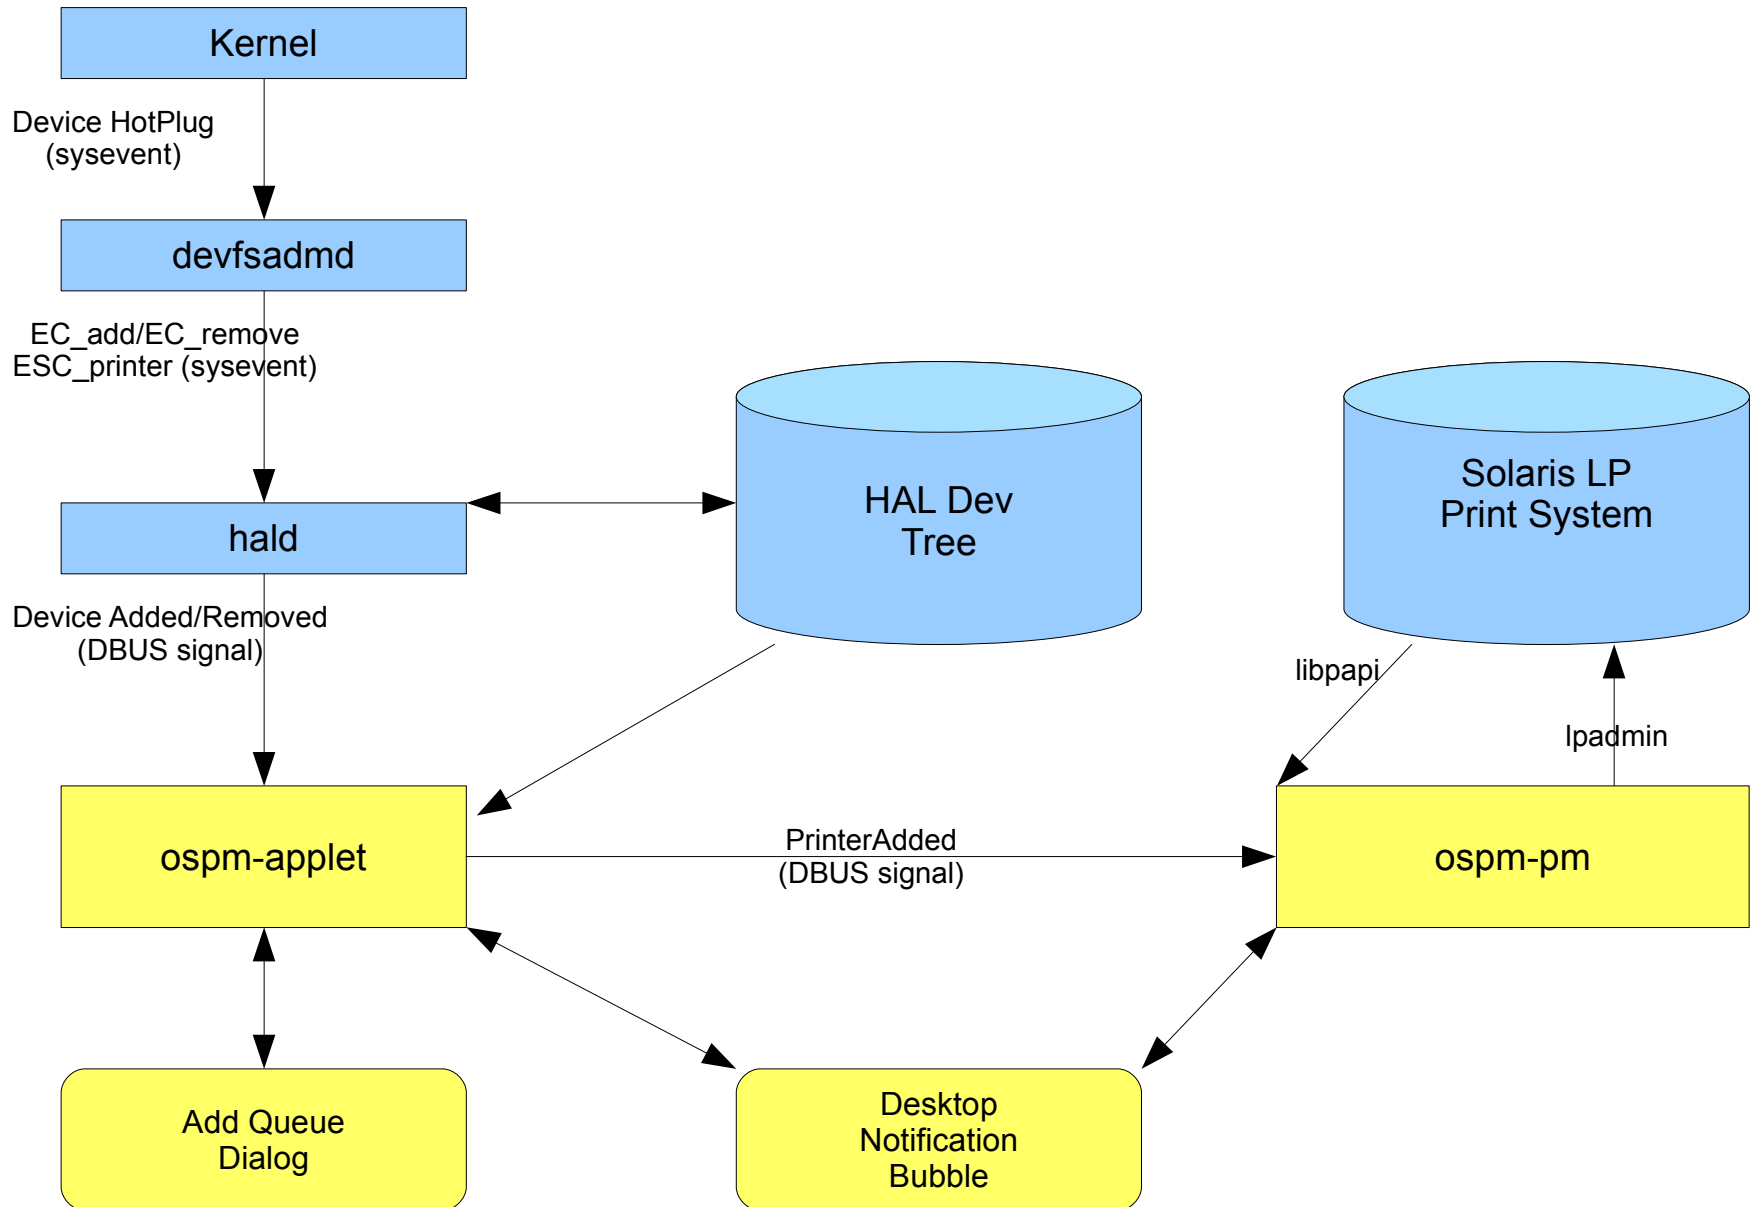 Kernel
Device HotPlug
(sysevent)
devfsadmd
EC_add/EC_remove
ESC_printer (sysevent)
HAL Dev
Tree
Solaris LP
Print System
hald
Device Added/Removed
(DBUS signal)
libpapi
lpadmin
ospm-applet
PrinterAdded
(DBUS signal)
ospm-pm
Add Queue
Dialog
Desktop
Notification
Bubble